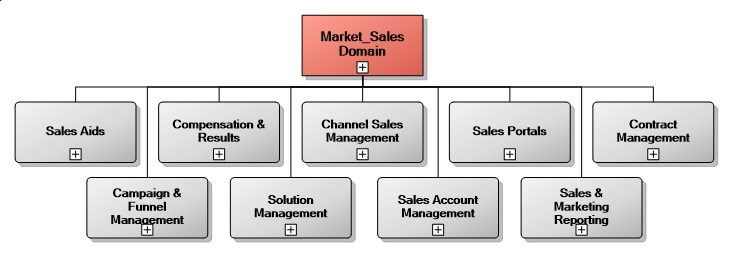 Market_Sales
Domain
Sales Aids
Compensation &
Results
Channel Sales
Management
Sales Portals
Contract
Management
Campaign &
Funnel
Management
Solution
Management
Sales Account
Management
Sales &
Marketing
Reporting